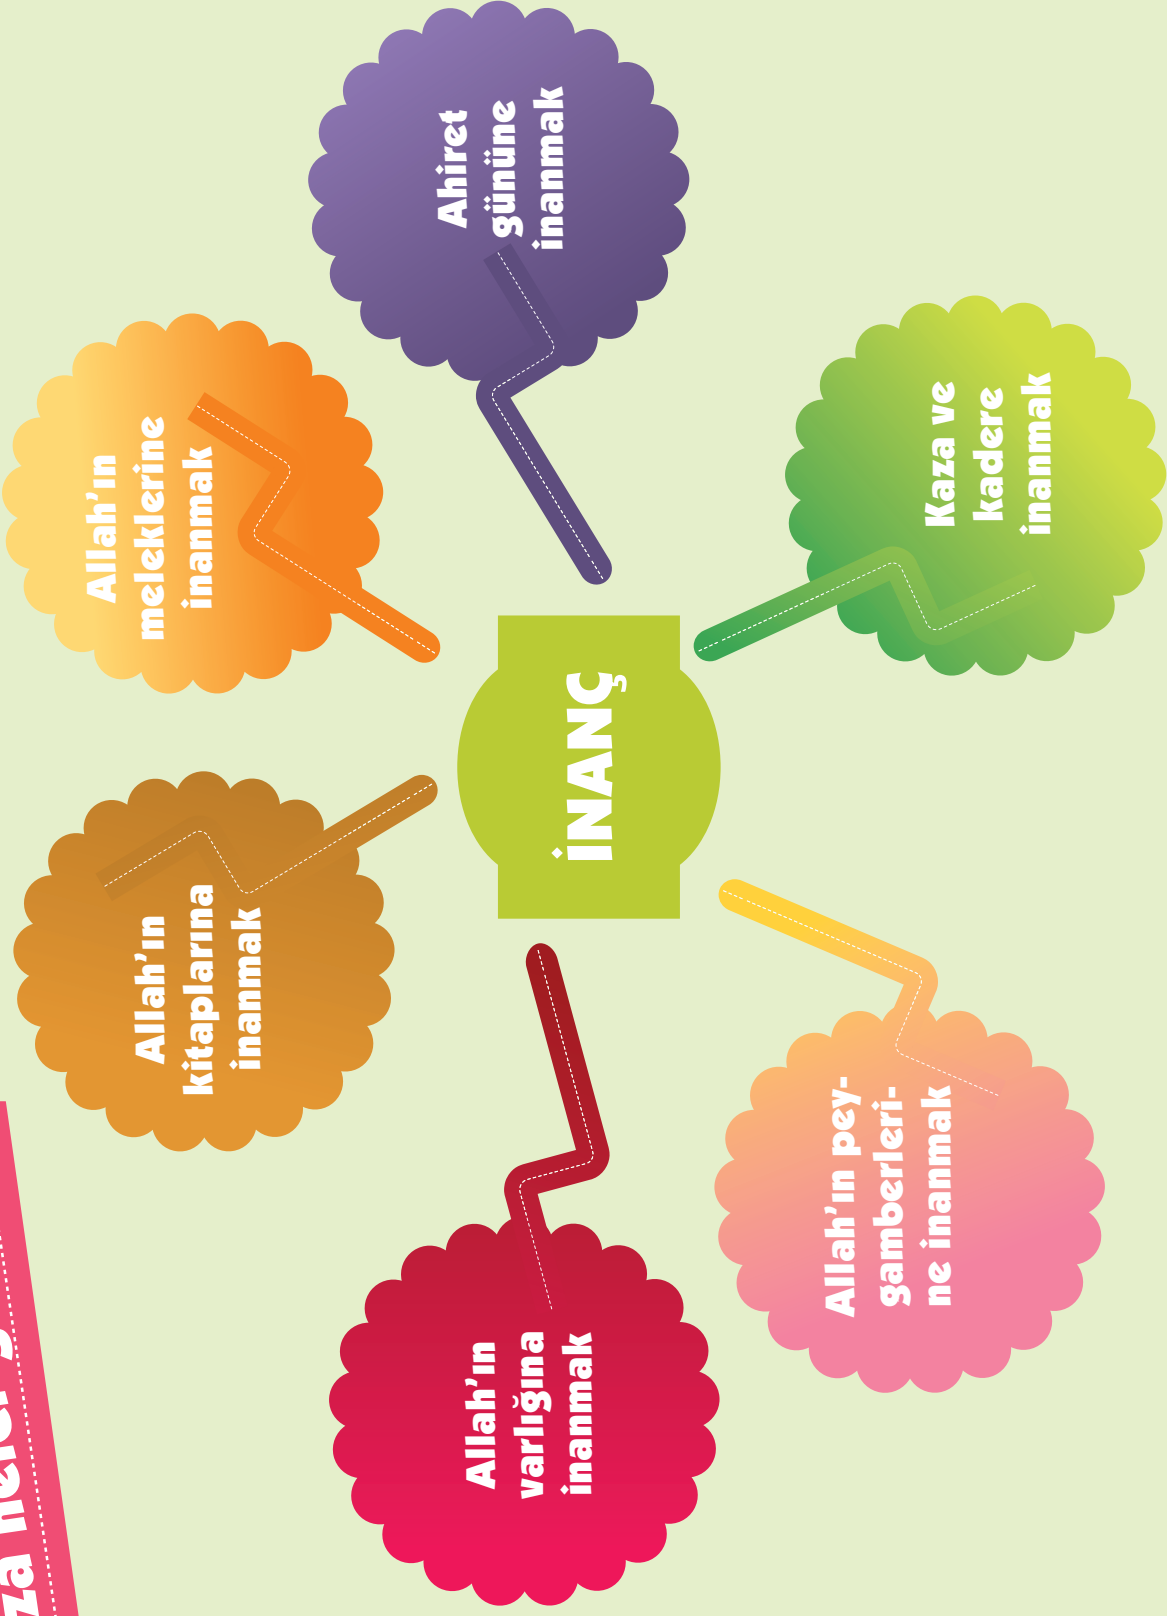 Allah’ın
kitaplarına
inanmak
Allah’ın
meleklerine
inanmak
Ahiret
gününe
inanmak
İNANÇ
Allah’ın
varlığına
inanmak
Allah’ın pey-
gamberleri-
ne inanmak
Kaza ve
kadere
inanmak